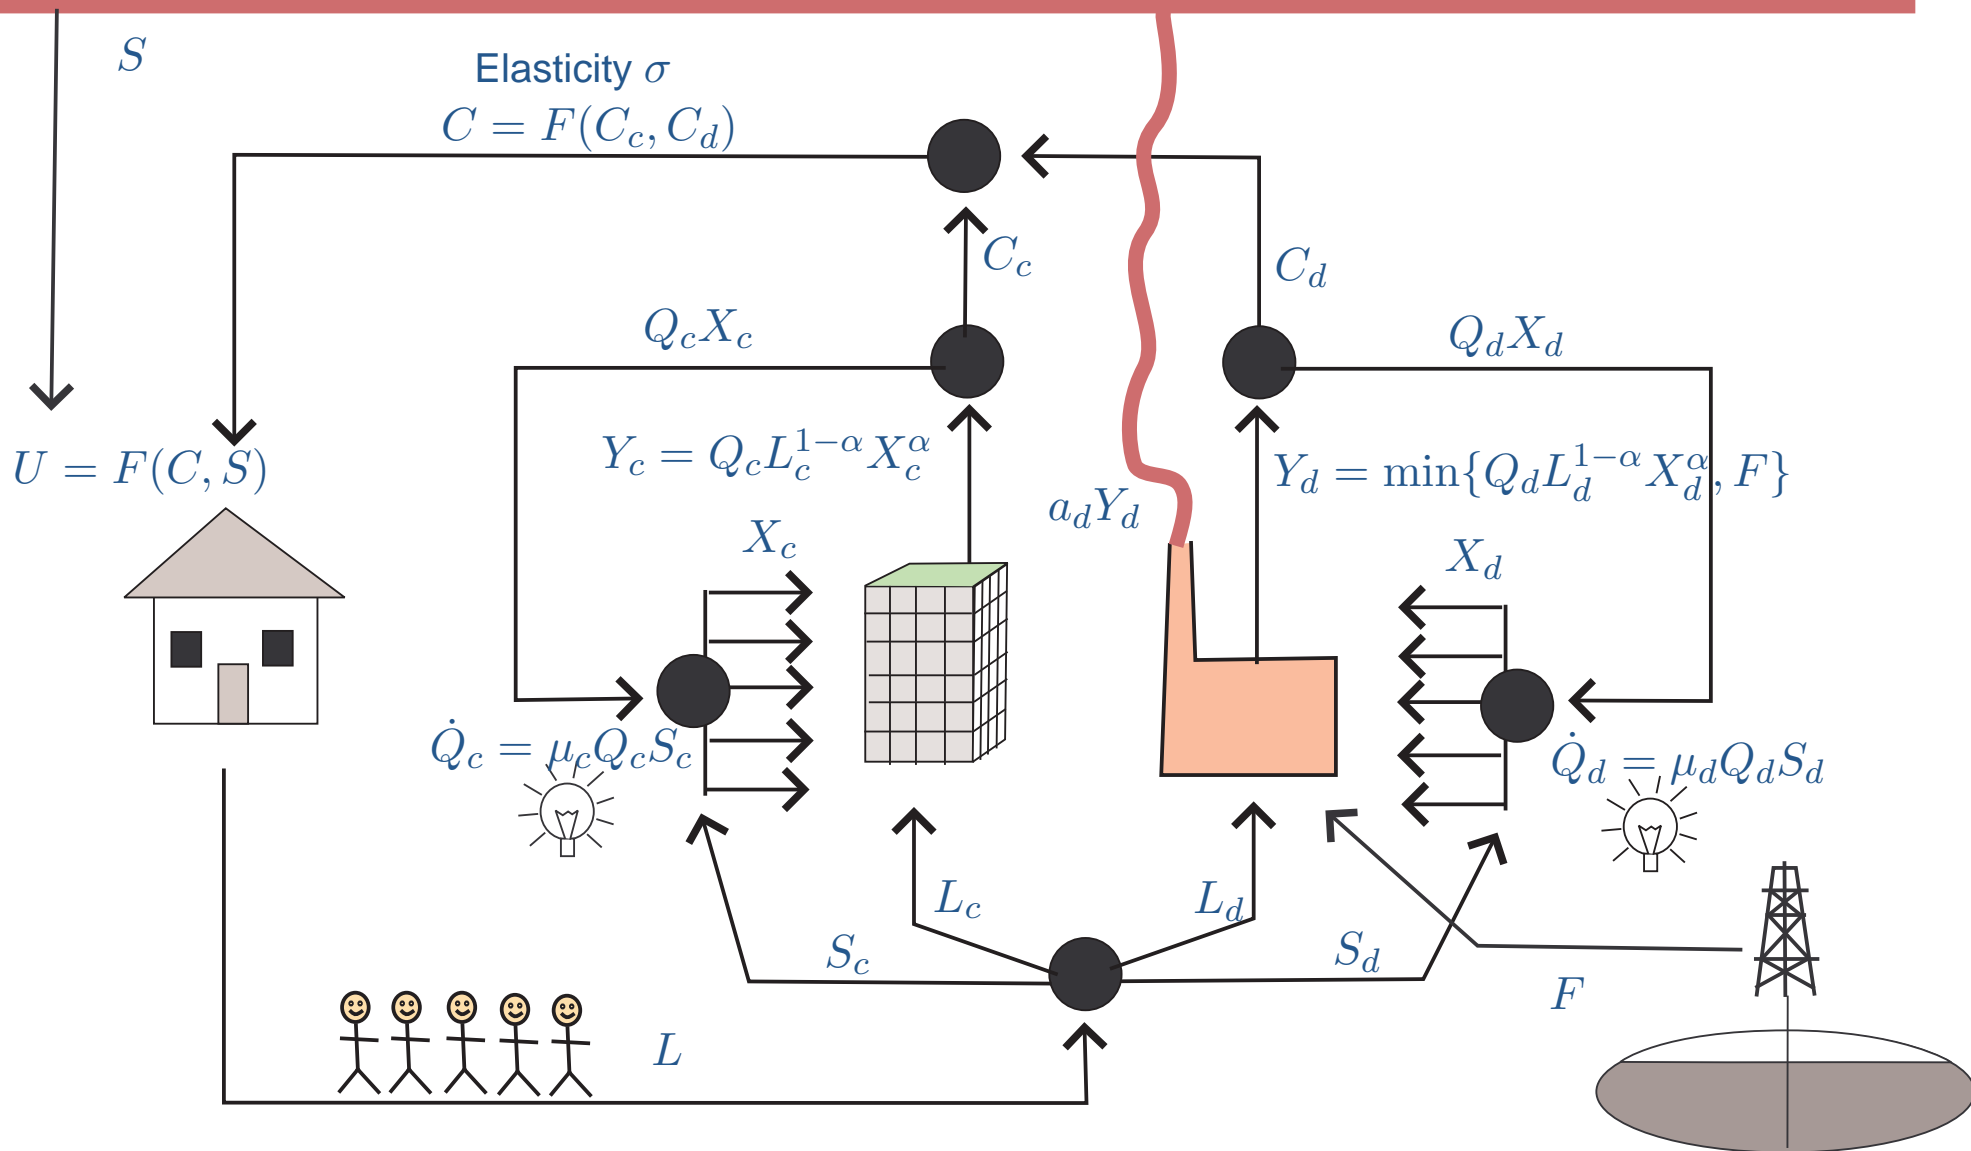 S
Elasticity σ
C = F(C_c, C_d)
C_c
C_d
Q_cX_c
Q_dX_d
U = F(C, S)
Y_c = Q_cL_c^{1−α}X_c^α
Y_d = min{Q_dL_d^{1−α}X_d^α, F}
a_dY_d
X_c
X_d
Q̇_c = μ_cQ_cS_c
Q̇_d = μ_dQ_dS_d
L_c
L_d
S_c
S_d
F
L